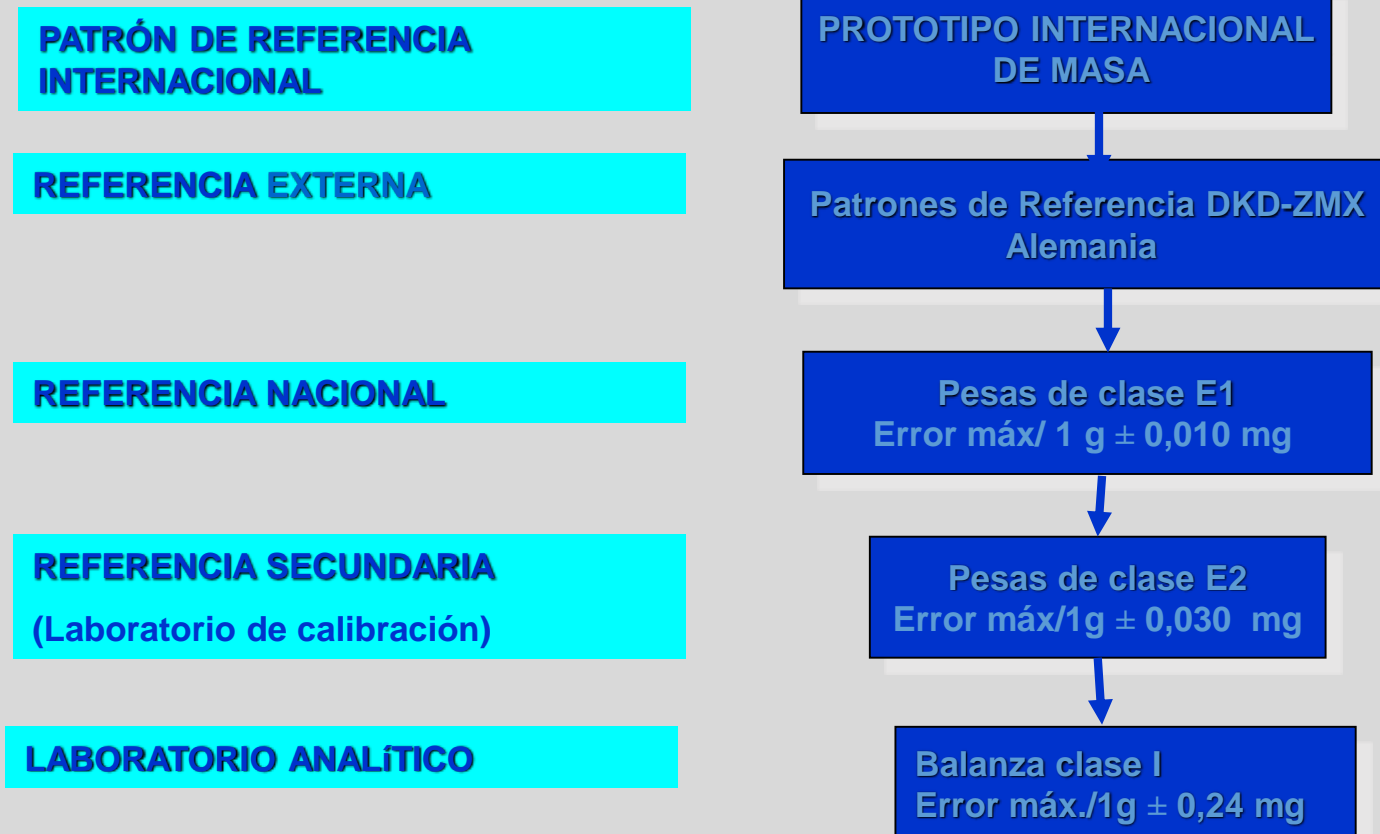 PATRÓN DE REFERENCIA
INTERNACIONAL
PROTOTIPO INTERNACIONAL
DE MASA
REFERENCIA EXTERNA
Patrones de Referencia DKD-ZMX
Alemania
REFERENCIA NACIONAL
Pesas de clase E1
Error máx/ 1 g ± 0,010 mg
REFERENCIA SECUNDARIA
(Laboratorio de calibración)
Pesas de clase E2
Error máx/1g ± 0,030 mg
LABORATORIO ANALíTICO
Balanza clase I
Error máx./1g ± 0,24 mg